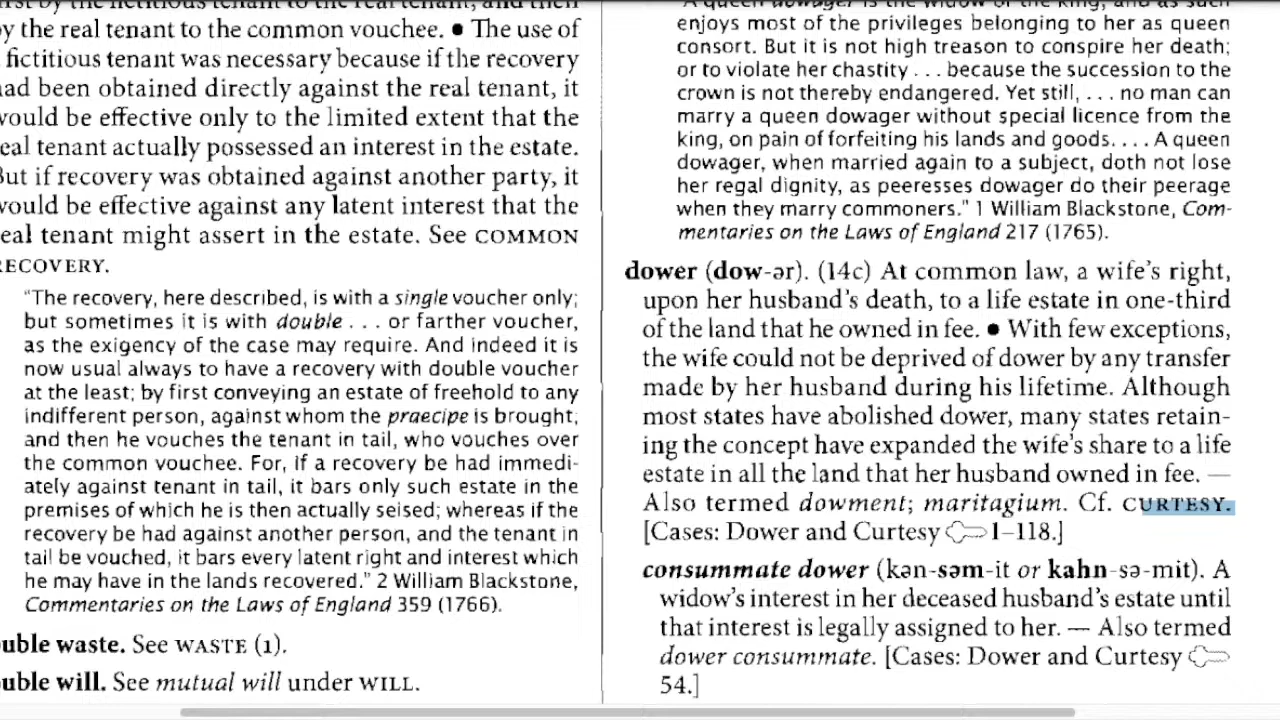 by the real tenant to the common vouchee. ● The use of
fictitious tenant was necessary because if the recovery
had been obtained directly against the real tenant, it
would be effective only to the limited extent that the
real tenant actually possessed an interest in the estate.
But if recovery was obtained against another party, it
would be effective against any latent interest that the
real tenant might assert in the estate. See COMMON
RECOVERY.
“The recovery, here described, is with a single voucher only;
but sometimes it is with double . . . or farther voucher,
as the exigency of the case may require. And indeed it is
now usual always to have a recovery with double voucher
at the least; by first conveying an estate of freehold to any
indifferent person, against whom the praecipe is brought;
and then he vouches the tenant in tail, who vouches over
the common vouchee. For, if a recovery be had immedi-
ately against tenant in tail, it bars only such estate in the
premises of which he is then actually seised; whereas if the
recovery be had against another person, and the tenant in
tail be vouched, it bars every latent right and interest which
he may have in the lands recovered.” 2 William Blackstone,
Commentaries on the Laws of England 359 (1766).
double waste. See WASTE (1).
double will. See mutual will under WILL.
“A queen dowager is the widow of the king, and as such
enjoys most of the privileges belonging to her as queen
consort. But it is not high treason to conspire her death;
or to violate her chastity . . . because the succession to the
crown is not thereby endangered. Yet still, . . . no man can
marry a queen dowager without special licence from the
king, on pain of forfeiting his lands and goods. . . . A queen
dowager, when married again to a subject, doth not lose
her regal dignity, as peeresses dowager do their peerage
when they marry commoners.” 1 William Blackstone, Com-
mentaries on the Laws of England 217 (1765).
dower (dow-ər). (14c) At common law, a wife’s right,
upon her husband’s death, to a life estate in one-third
of the land that he owned in fee. ● With few exceptions,
the wife could not be deprived of dower by any transfer
made by her husband during his lifetime. Although
most states have abolished dower, many states retain-
ing the concept have expanded the wife’s share to a life
estate in all the land that her husband owned in fee. —
Also termed dowment; maritagium. Cf. CURTESY.
[Cases: Dower and Curtesy 1–118.]
consummate dower (kən-səm-it or kahn-sə-mit). A
widow’s interest in her deceased husband’s estate until
that interest is legally assigned to her. — Also termed
dower consummate. [Cases: Dower and Curtesy
54.]